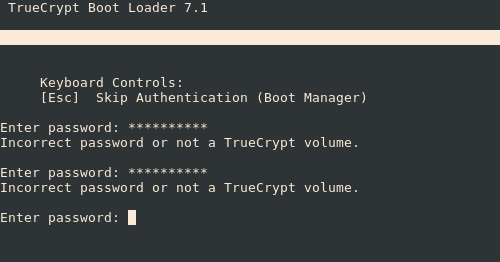 TrueCrypt Boot Loader 7.1
Keyboard Controls:
[Esc]  Skip Authentication (Boot Manager)
Enter password: **********
Incorrect password or not a TrueCrypt volume.
Enter password: **********
Incorrect password or not a TrueCrypt volume.
Enter password: